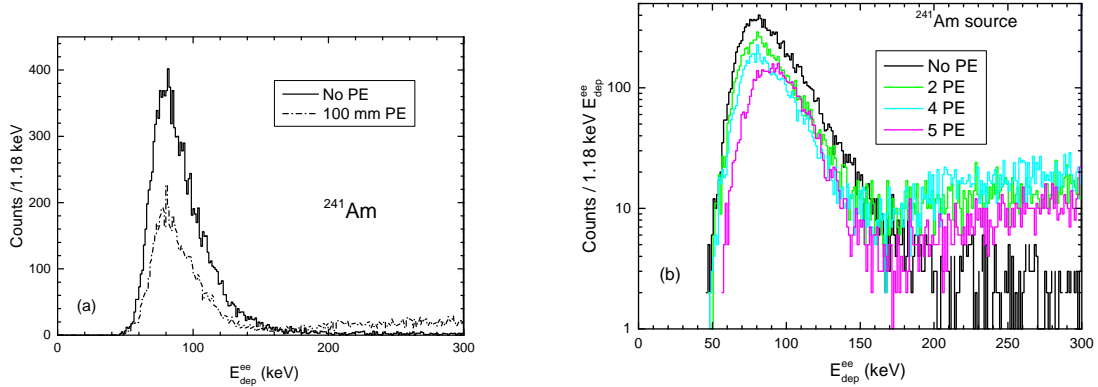 400
300
200
100
0
0 100 200 300
Counts /1.18 keV
E^ee_dep (keV)
No PE
100 mm PE
²⁴¹Am
(a)
100
10
1
0 50 100 150 200 250 300
Counts / 1.18 keV E^ee_dep
E^ee_dep (keV)
²⁴¹Am source
No PE
2 PE
4 PE
5 PE
(b)